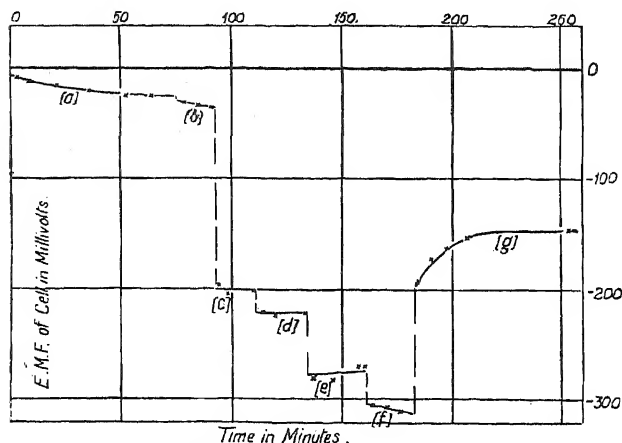 0 50 100 150 200 250
0
[a]
[b]
-100
[g]
[c]
-200
[d]
[e]
[f]
-300
E.M.F. of Cell in Millivolts.
Time in Minutes.